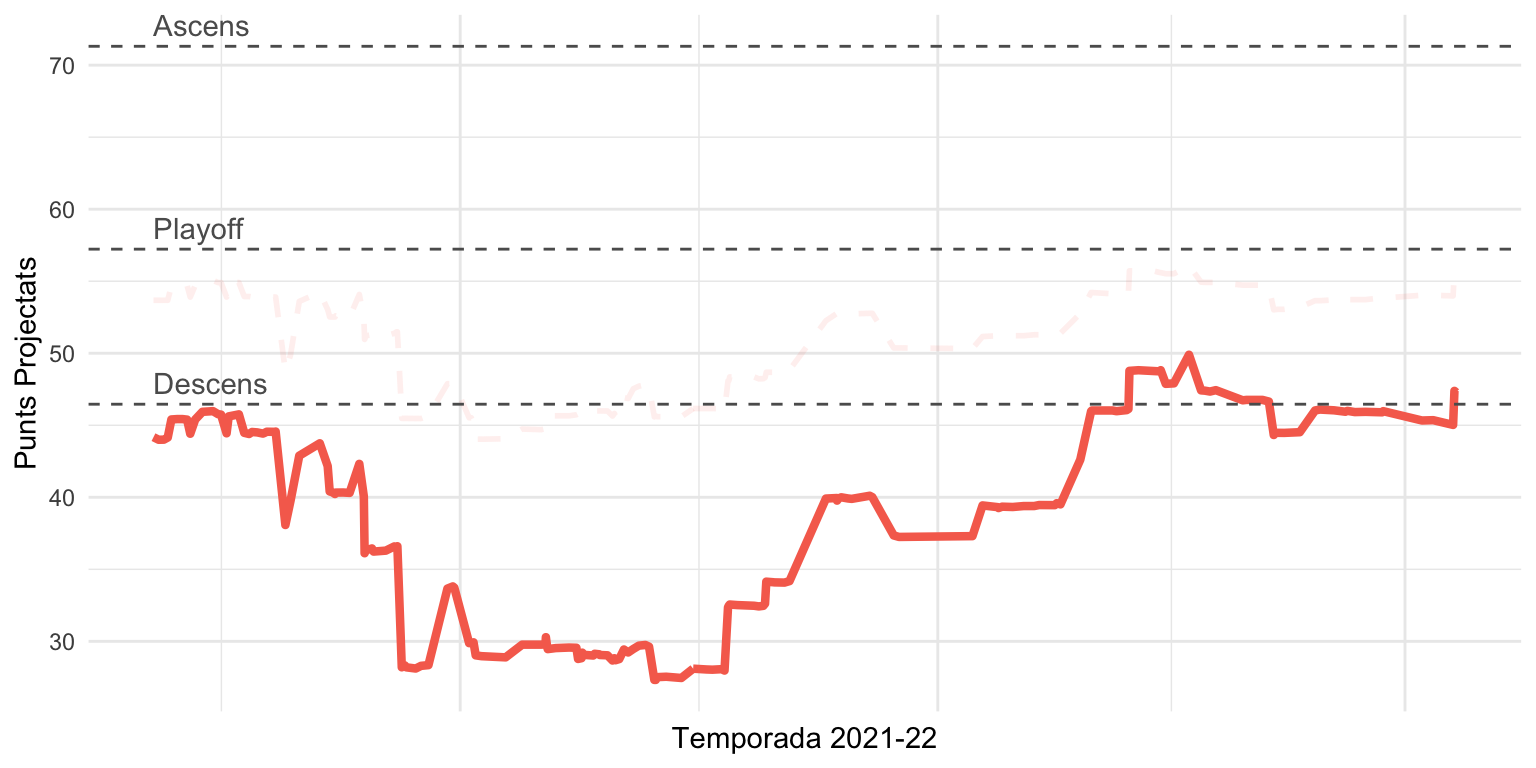 Ascens
70
60
Playoff
50
Descens
40
30
Punts Projectats
Temporada 2021-22